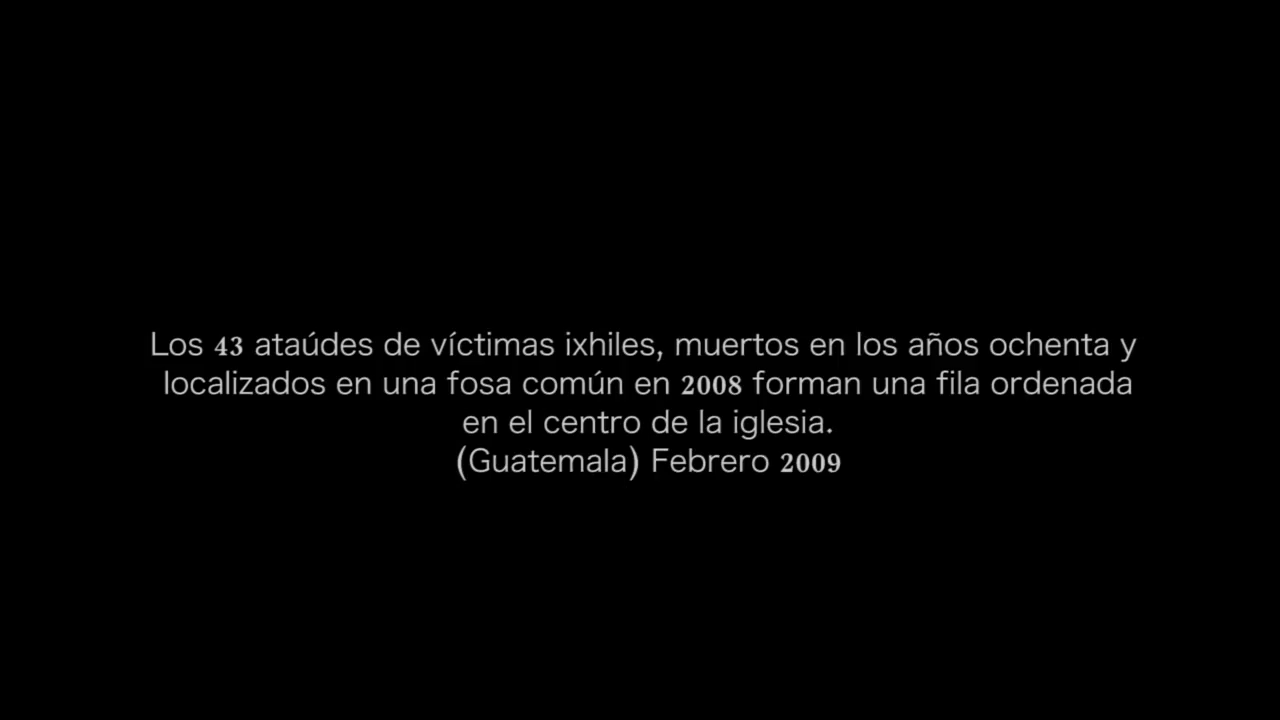 Los 43 ataúdes de víctimas ixhiles, muertos en los años ochenta y
localizados en una fosa común en 2008 forman una fila ordenada
en el centro de la iglesia.
(Guatemala) Febrero 2009